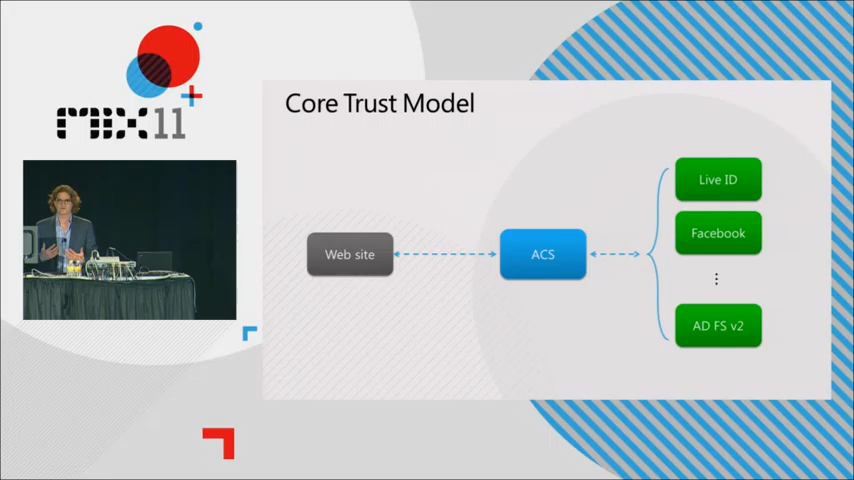 mix11
Core Trust Model
Live ID
Facebook
Web site
ACS
⋮
AD FS v2